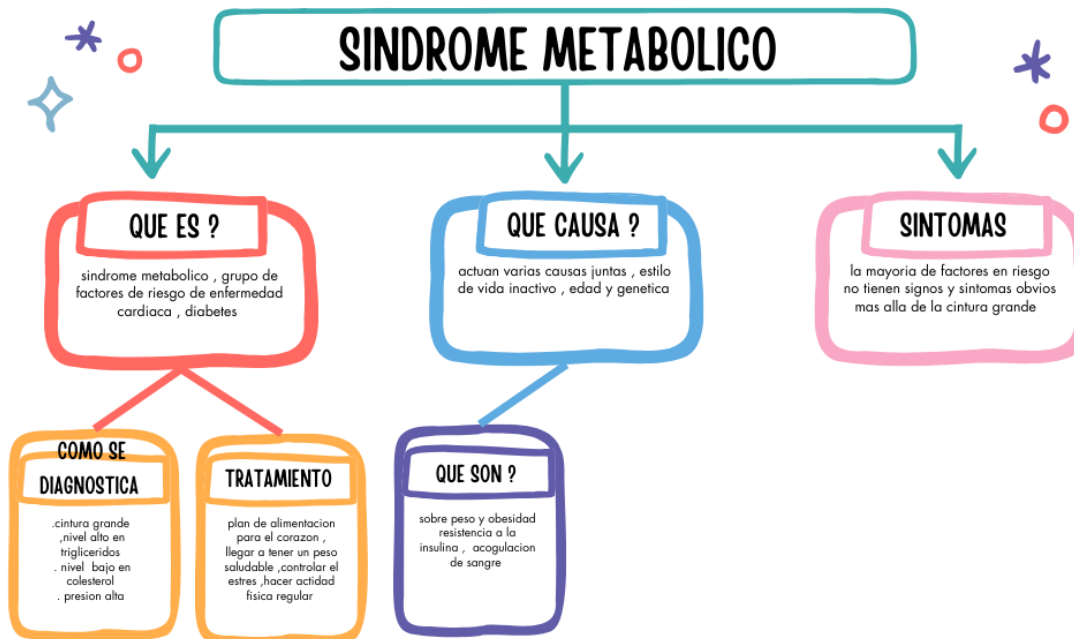 SINDROME METABOLICO
QUE ES ?
sindrome metabolico , grupo de
factores de riesgo de enfermedad
cardiaca , diabetes
QUE CAUSA ?
actuan varias causas juntas , estilo
de vida inactivo , edad y genetica
SINTOMAS
la mayoria de factores en riesgo
no tienen signos y sintomas obvios
mas alla de la cintura grande
COMO SE
DIAGNOSTICA
.cintura grande
,nivel alto en
trigliceridos
. nivel bajo en
colesterol
. presion alta
TRATAMIENTO
plan de alimentacion
para el corazon ,
llegar a tener un peso
saludable ,controlar el
estres ,hacer actidad
fisica regular
QUE SON ?
sobre peso y obesidad
resistencia a la
insulina , acogulacion
de sangre